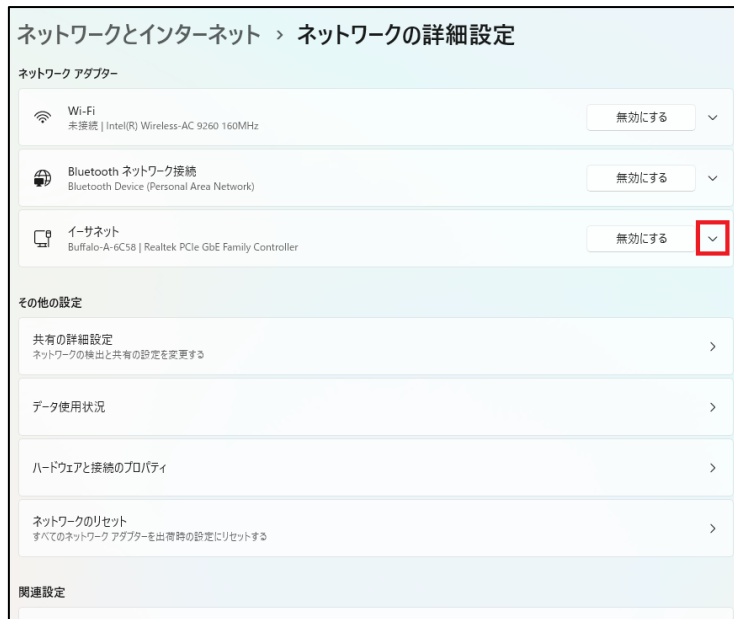 ネットワークとインターネット › ネットワークの詳細設定
ネットワーク アダプター
Wi-Fi
未接続 | Intel(R) Wireless-AC 9260 160MHz
無効にする
Bluetooth ネットワーク接続
Bluetooth Device (Personal Area Network)
無効にする
イーサネット
Buffalo-A-6C58 | Realtek PCIe GbE Family Controller
無効にする
その他の設定
共有の詳細設定
ネットワークの検出と共有の設定を変更する
データ使用状況
ハードウェアと接続のプロパティ
ネットワークのリセット
すべてのネットワーク アダプターを出荷時の設定にリセットする
関連設定